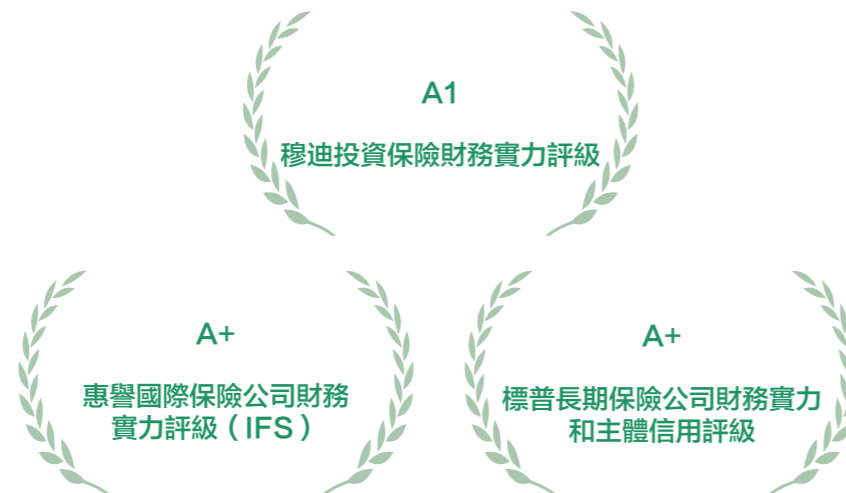 A1
穆迪投資保險財務實力評級
A+
惠譽國際保險公司財務
實力評級（IFS）
A+
標普長期保險公司財務實力
和主體信用評級